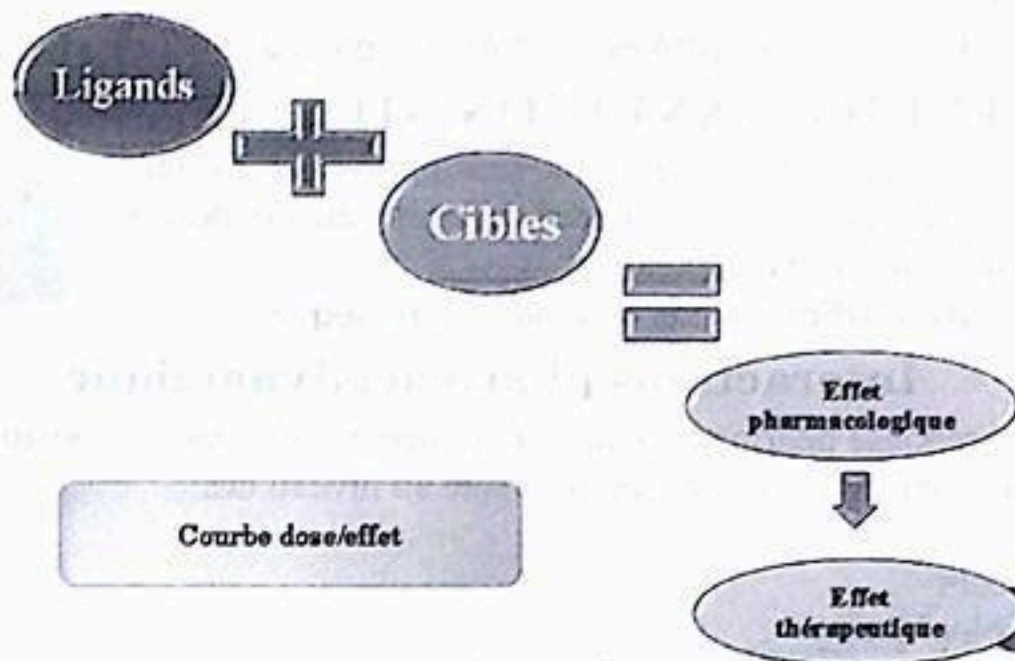 Ligands
Cibles
Effet
pharmacologique
Courbe dose/effet
Effet
thérapeutique